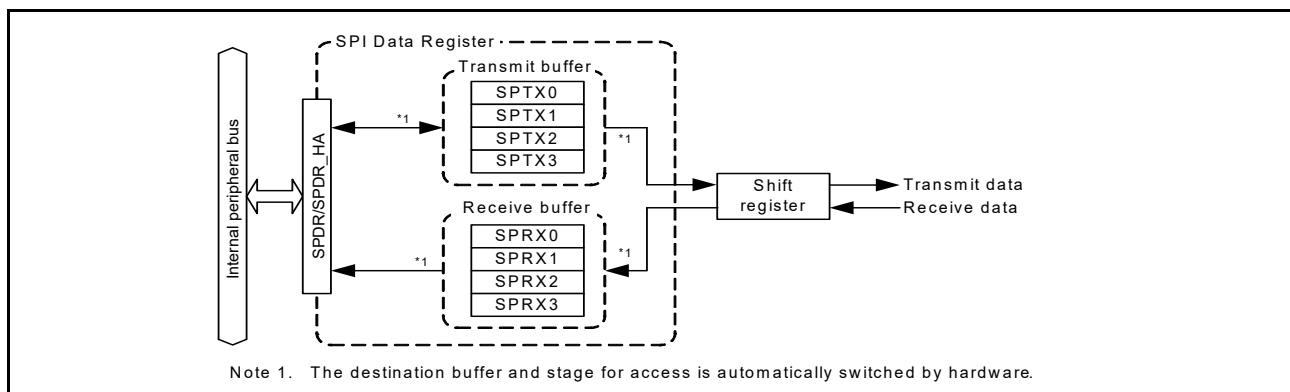 SPI Data Register
Transmit buffer
SPTX0
SPTX1
SPTX2
SPTX3
*1
*1
Internal peripheral bus
SPDR/SPDR_HA
Shift
register
Transmit data
Receive data
Receive buffer
SPRX0
SPRX1
SPRX2
SPRX3
*1
*1
Note 1. The destination buffer and stage for access is automatically switched by hardware.